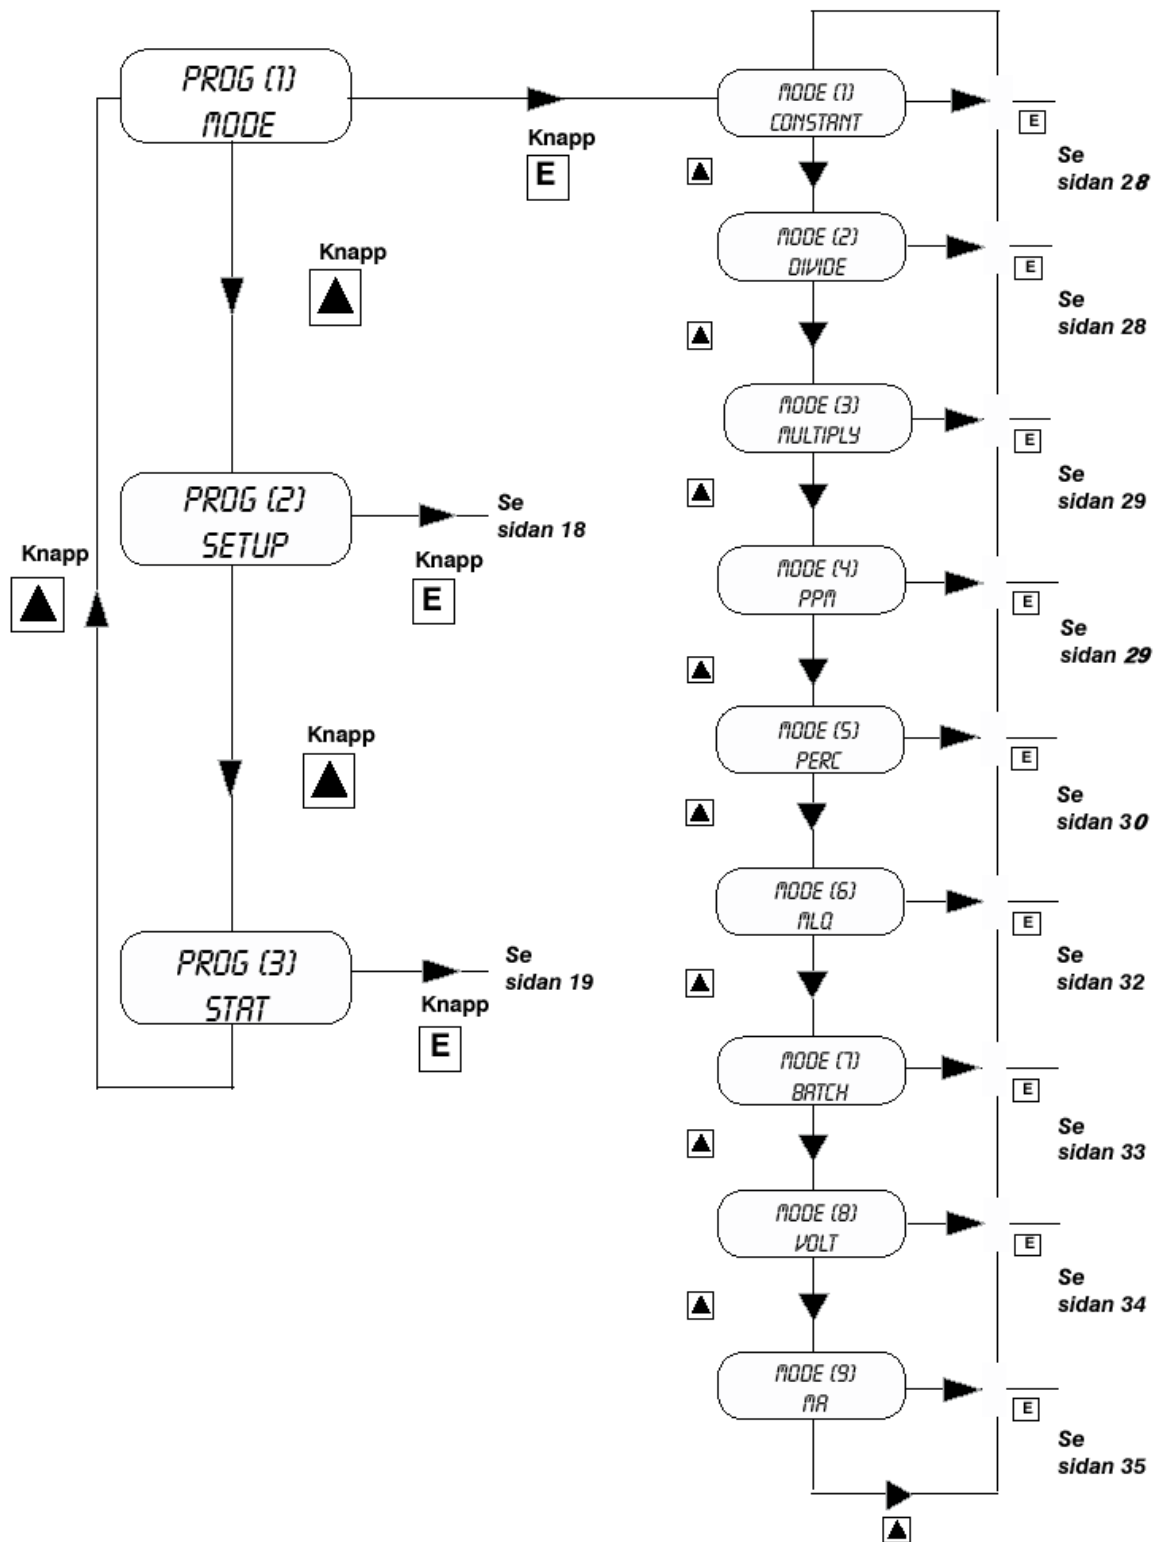 PROG (1)
MODE
Knapp
E
Knapp
PROG (2)
SETUP
Se
sidan 18
Knapp
E
Knapp
Knapp
PROG (3)
STAT
Se
sidan 19
Knapp
E
MODE (1)
CONSTANT
E
Se
sidan 28
MODE (2)
DIVIDE
E
Se
sidan 28
MODE (3)
MULTIPLY
E
Se
sidan 29
MODE (4)
PPM
E
Se
sidan 29
MODE (5)
PERC
E
Se
sidan 30
MODE (6)
MLQ
E
Se
sidan 32
MODE (7)
BATCH
E
Se
sidan 33
MODE (8)
VOLT
E
Se
sidan 34
MODE (9)
MA
E
Se
sidan 35